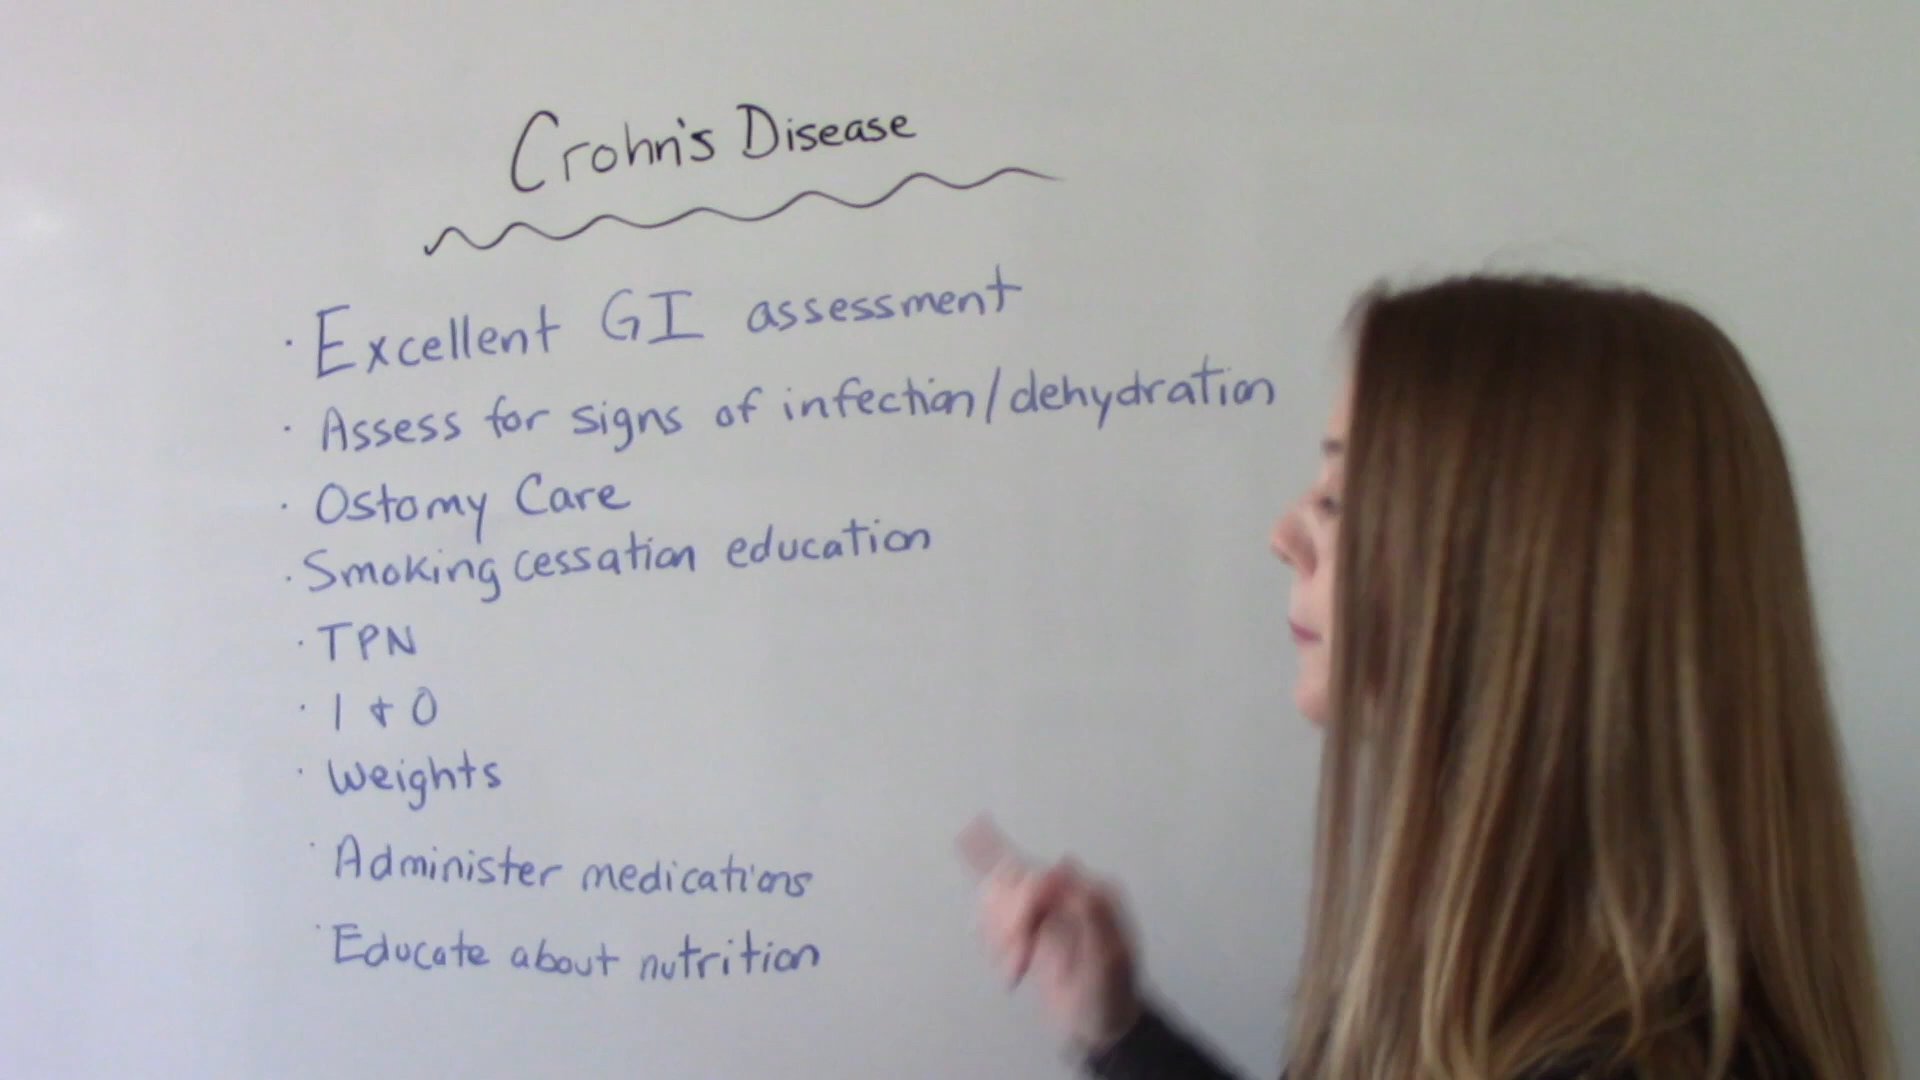 Crohn's Disease
· Excellent GI assessment
· Assess for signs of infection/dehydration
· Ostomy Care
· Smoking cessation education
· TPN
· I & O
· Weights
· Administer medications
· Educate about nutrition